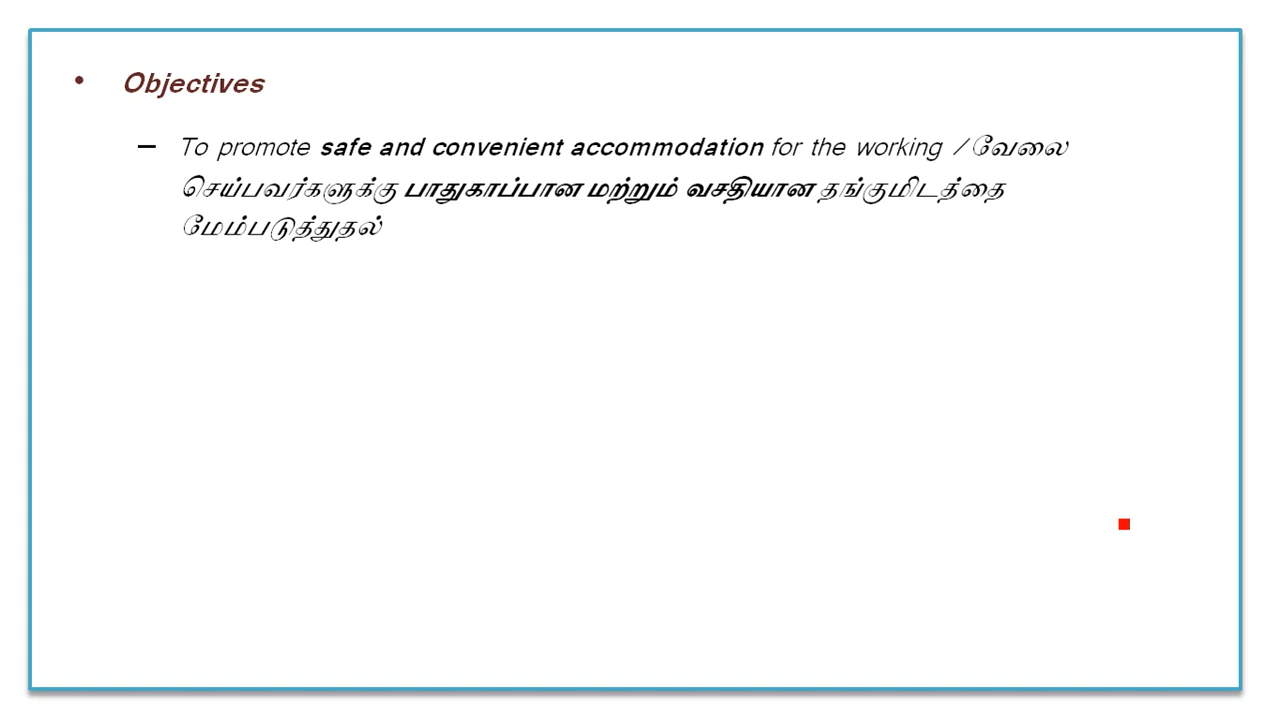 • Objectives
– To promote safe and convenient accommodation for the working / வேலை
செய்பவர்களுக்கு பாதுகாப்பான மற்றும் வசதியான தங்குமிடத்தை
மேம்படுத்துதல்